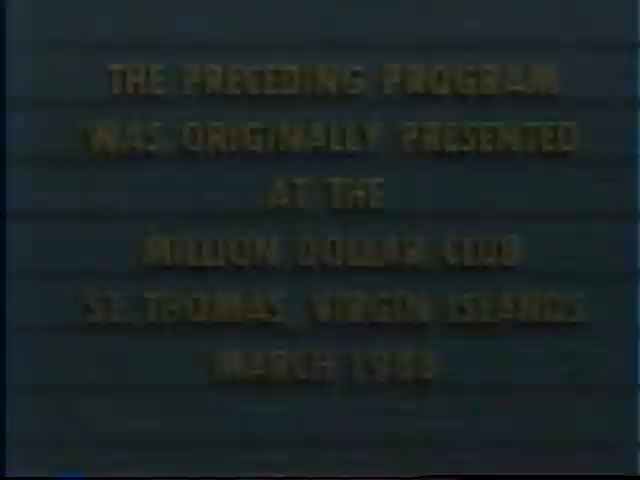 THE PRECEDING PROGRAM
WAS ORIGINALLY PRESENTED
AT THE
MILLION DOLLAR CLUB
ST. THOMAS, VIRGIN ISLANDS
MARCH